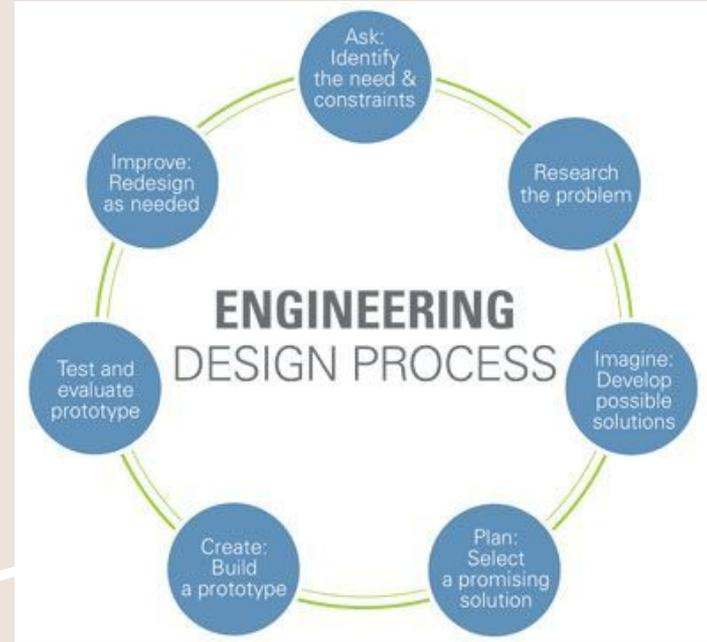 Ask:
Identify
the need &
constraints
Research
the problem
Imagine:
Develop
possible
solutions
Plan:
Select
a promising
solution
Create:
Build
a prototype
Test and
evaluate
prototype
Improve:
Redesign
as needed
ENGINEERING
DESIGN PROCESS